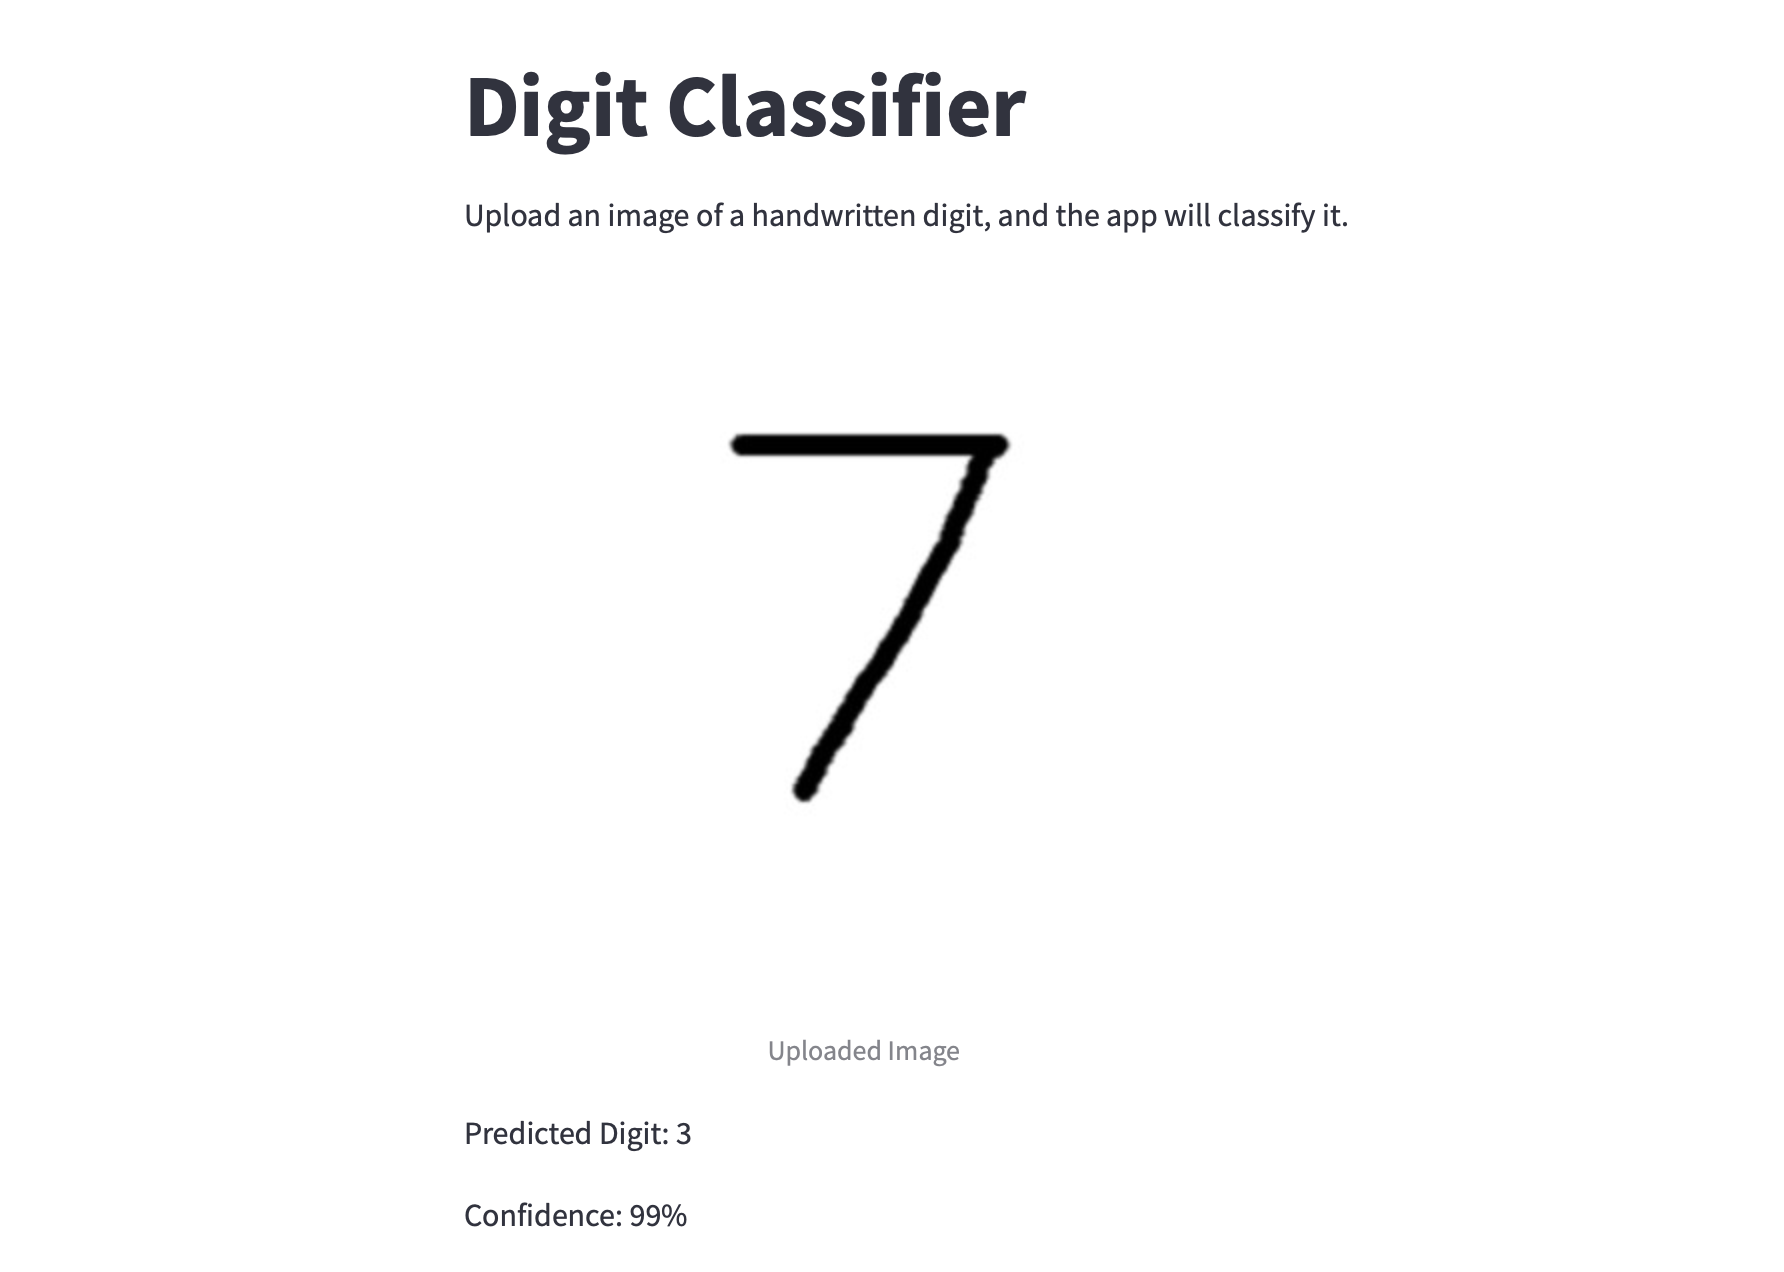 Digit Classifier
Upload an image of a handwritten digit, and the app will classify it.
7
Uploaded Image
Predicted Digit: 3
Confidence: 99%